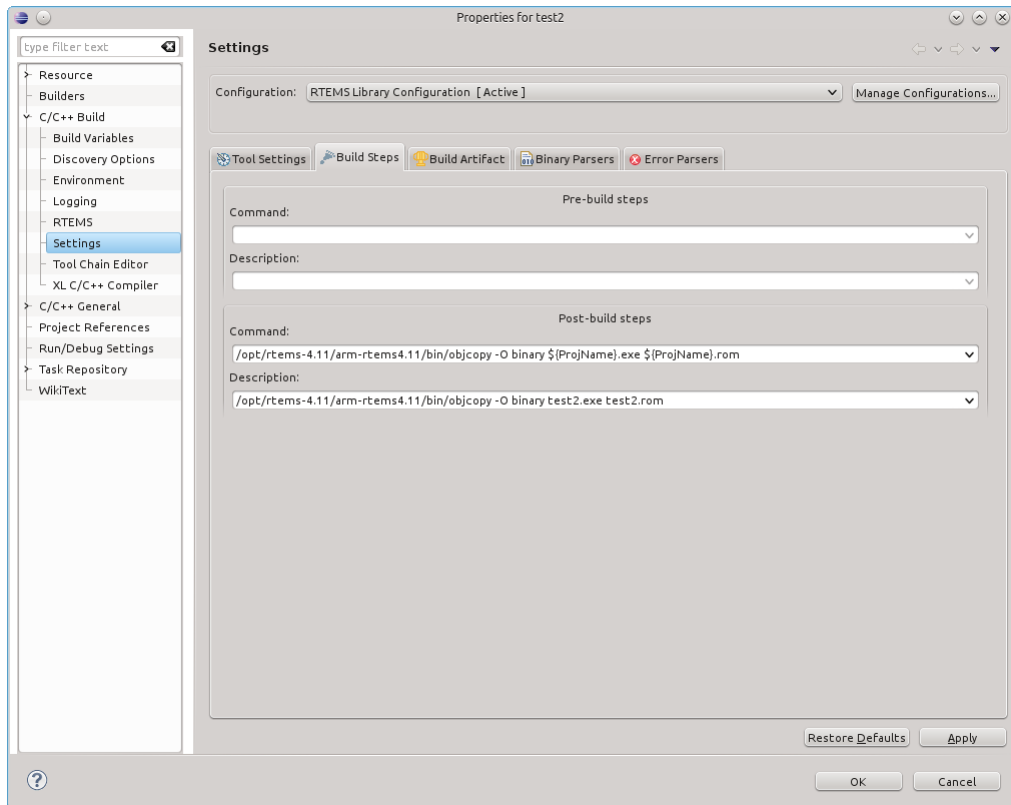 Properties for test2
type filter text
Resource
Builders
C/C++ Build
Build Variables
Discovery Options
Environment
Logging
RTEMS
Settings
Tool Chain Editor
XL C/C++ Compiler
C/C++ General
Project References
Run/Debug Settings
Task Repository
WikiText
Settings
Configuration: RTEMS Library Configuration [ Active ] Manage Configurations...
Tool Settings Build Steps Build Artifact Binary Parsers Error Parsers
Pre-build steps
Command:
Description:
Post-build steps
Command:
/opt/rtems-4.11/arm-rtems4.11/bin/objcopy -O binary ${ProjName}.exe ${ProjName}.rom
Description:
/opt/rtems-4.11/arm-rtems4.11/bin/objcopy -O binary test2.exe test2.rom
Restore Defaults Apply
OK Cancel